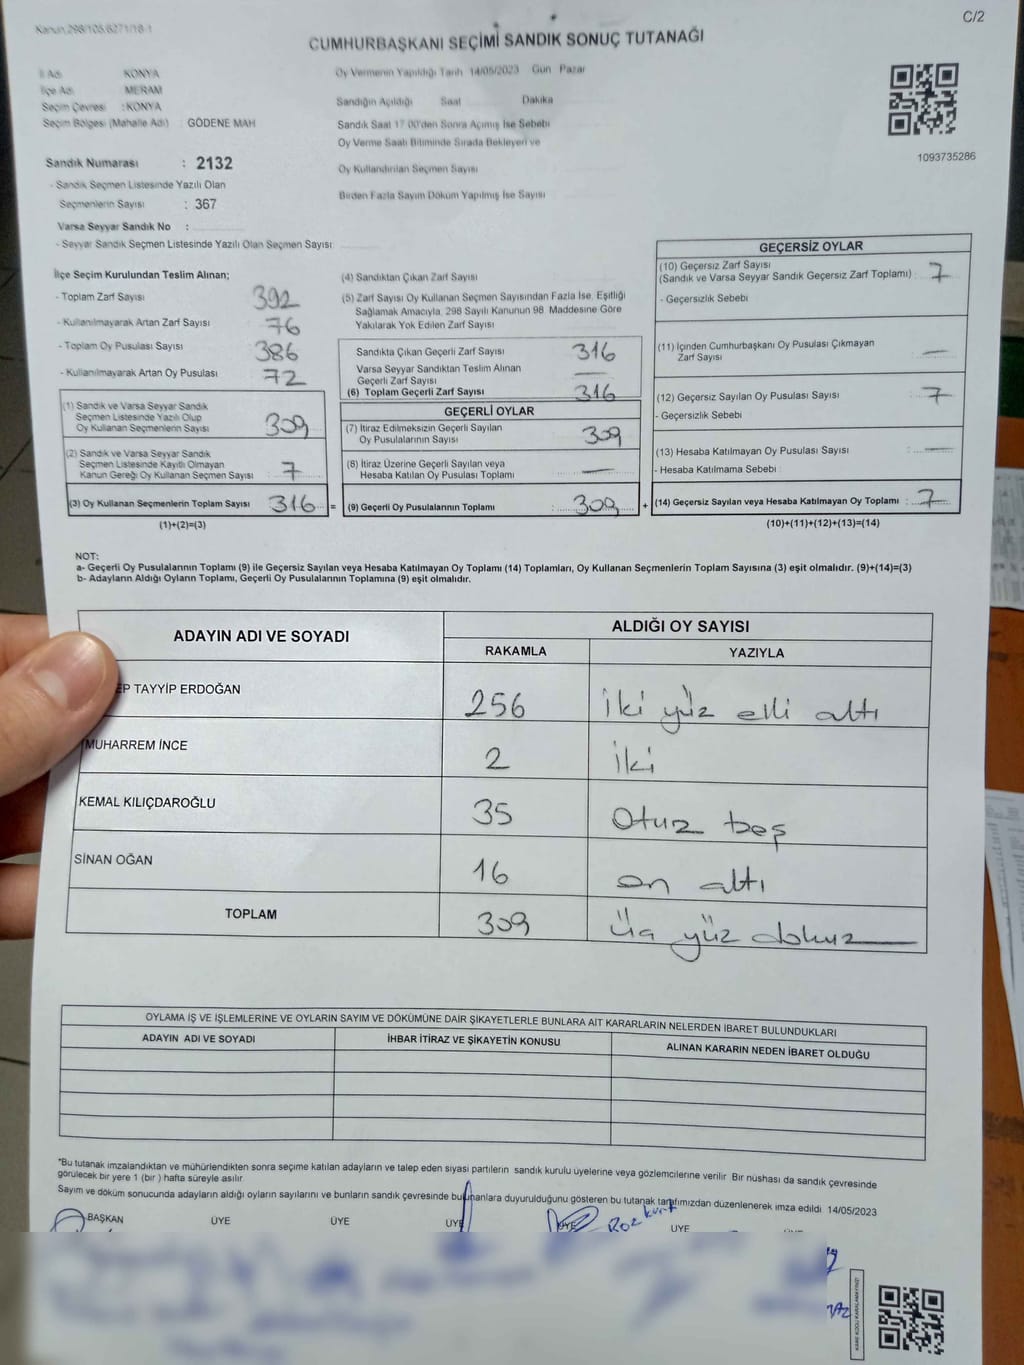 Kanun 298/105,6271/18-1
C/2
CUMHURBAŞKANI SEÇİMİ SANDIK SONUÇ TUTANAĞI
İl Adı KONYA
İlçe Adı MERAM
Seçim Çevresi : KONYA
Seçim Bölgesi (Mahalle Adı) : GÖDENE MAH
Oy Vermenin Yapıldığı Tarih 14/05/2023 Gün Pazar
Sandığın Açıldığı Saat Dakika
Sandık Saat 17 00'den Sonra Açımış İse Sebebi
Oy Verme Saati Bitiminde Sırada Bekleyen ve
Oy Kullandırılan Seçmen Sayısı
Birden Fazla Sayım Döküm Yapılmış İse Sayısı
1093735286
Sandık Numarası : 2132
- Sandık Seçmen Listesinde Yazılı Olan
Seçmenlerin Sayısı : 367
Varsa Seyyar Sandık No :
- Seyyar Sandık Seçmen Listesinde Yazılı Olan Seçmen Sayısı
İlçe Seçim Kurulundan Teslim Alınan;
- Toplam Zarf Sayısı 392
- Kullanılmayarak Artan Zarf Sayısı 76
- Toplam Oy Pusulası Sayısı 386
- Kullanılmayarak Artan Oy Pusulası 72
(1) Sandık ve Varsa Seyyar Sandık
Seçmen Listesinde Yazılı Olup
Oy Kullanan Seçmenlerin Sayısı 309
(2) Sandık ve Varsa Seyyar Sandık
Seçmen Listesinde Kayıtlı Olmayan
Kanun Gereği Oy Kullanan Seçmen Sayısı 7
(3) Oy Kullanan Seçmenlerin Toplam Sayısı 316 =
(1)+(2)=(3)
(4) Sandıktan Çıkan Zarf Sayısı
(5) Zarf Sayısı Oy Kullanan Seçmen Sayısından Fazla İse, Eşitliği
Sağlamak Amacıyla, 298 Sayılı Kanunun 98. Maddesine Göre
Yakılarak Yok Edilen Zarf Sayısı
Sandıkta Çıkan Geçerli Zarf Sayısı 316
Varsa Seyyar Sandıktan Teslim Alınan
Geçerli Zarf Sayısı —
(6) Toplam Geçerli Zarf Sayısı 316
GEÇERLİ OYLAR
(7) İtiraz Edilmeksizin Geçerli Sayılan
Oy Pusulalarının Sayısı 309
(8) İtiraz Üzerine Geçerli Sayılan veya
Hesaba Katılan Oy Pusulası Toplamı —
(9) Geçerli Oy Pusulalarının Toplamı : 309 +
GEÇERSİZ OYLAR
(10) Geçersiz Zarf Sayısı
(Sandık ve Varsa Seyyar Sandık Geçersiz Zarf Toplamı) : 7
- Geçersizlik Sebebi
(11) İçinden Cumhurbaşkanı Oy Pusulası Çıkmayan
Zarf Sayısı —
(12) Geçersiz Sayılan Oy Pusulası Sayısı : 7
- Geçersizlik Sebebi
(13) Hesaba Katılmayan Oy Pusulası Sayısı : —
- Hesaba Katılmama Sebebi
(14) Geçersiz Sayılan veya Hesaba Katılmayan Oy Toplamı : 7
(10)+(11)+(12)+(13)=(14)
NOT:
a- Geçerli Oy Pusulalarının Toplamı (9) ile Geçersiz Sayılan veya Hesaba Katılmayan Oy Toplamı (14) Toplamları, Oy Kullanan Seçmenlerin Toplam Sayısına (3) eşit olmalıdır. (9)+(14)=(3)
b- Adayların Aldığı Oyların Toplamı, Geçerli Oy Pusulalarının Toplamına (9) eşit olmalıdır.
ADAYIN ADI VE SOYADI
ALDIĞI OY SAYISI
RAKAMLA YAZIYLA
EP TAYYİP ERDOĞAN 256 İki yüz elli altı
MUHARREM İNCE 2 İki
KEMAL KILIÇDAROĞLU 35 Otuz beş
SİNAN OĞAN 16 on altı
TOPLAM 309 Üç yüz dokuz
OYLAMA İŞ VE İŞLEMLERİNE VE OYLARIN SAYIM VE DÖKÜMÜNE DAİR ŞİKAYETLERLE BUNLARA AİT KARARLARIN NELERDEN İBARET BULUNDUKLARI
ADAYIN ADI VE SOYADI İHBAR İTİRAZ VE ŞİKAYETİN KONUSU ALINAN KARARIN NEDEN İBARET OLDUĞU
*Bu tutanak imzalandıktan ve mühürlendikten sonra seçime katılan adayların ve talep eden siyasi partilerin sandık kurulu üyelerine veya gözlemcilerine verilir. Bir nüshası da sandık çevresinde
görülecek bir yere 1 (bir ) hafta süreyle asılır.
Sayım ve döküm sonucunda adayların aldığı oyların sayılarını ve bunların sandık çevresinde bulunanlara duyurulduğunu gösteren bu tutanak tarafımızdan düzenlenerek imza edildi 14/05/2023
BAŞKAN ÜYE ÜYE ÜYE ÜYE Bozkurt ÜYE